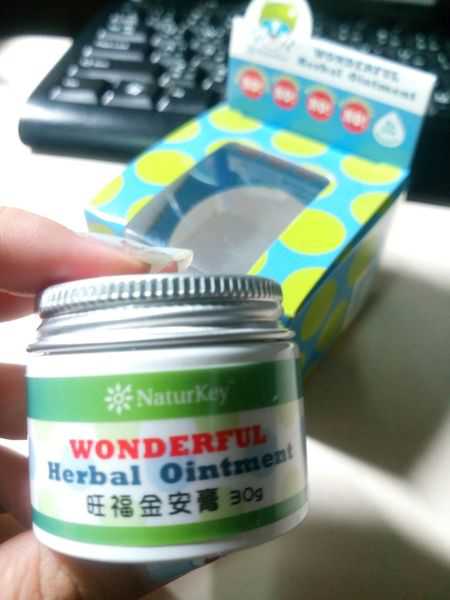 WONDERFUL
Herbal Ointment
NaturKey
WONDERFUL
Herbal Ointment
旺福金安膏 30g